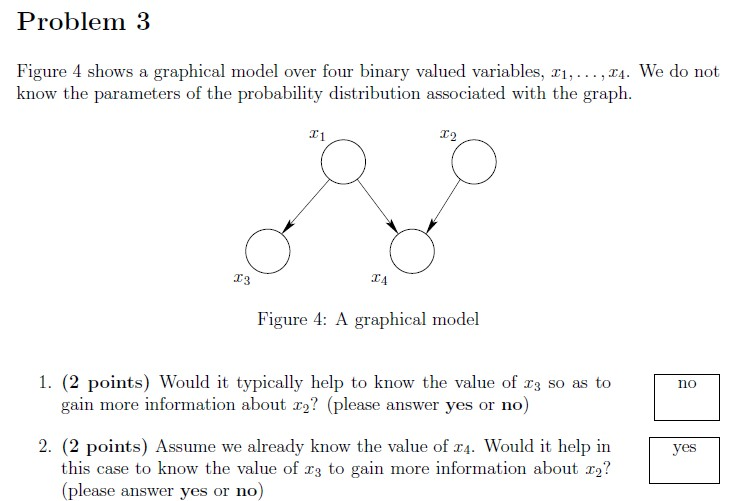 Problem 3
Figure 4 shows a graphical model over four binary valued variables, x₁, . . . , x₄. We do not
know the parameters of the probability distribution associated with the graph.
x₁
x₂
x₃
x₄
Figure 4: A graphical model
1. (2 points) Would it typically help to know the value of x₃ so as to
gain more information about x₂? (please answer yes or no)
no
2. (2 points) Assume we already know the value of x₄. Would it help in
this case to know the value of x₃ to gain more information about x₂?
(please answer yes or no)
yes